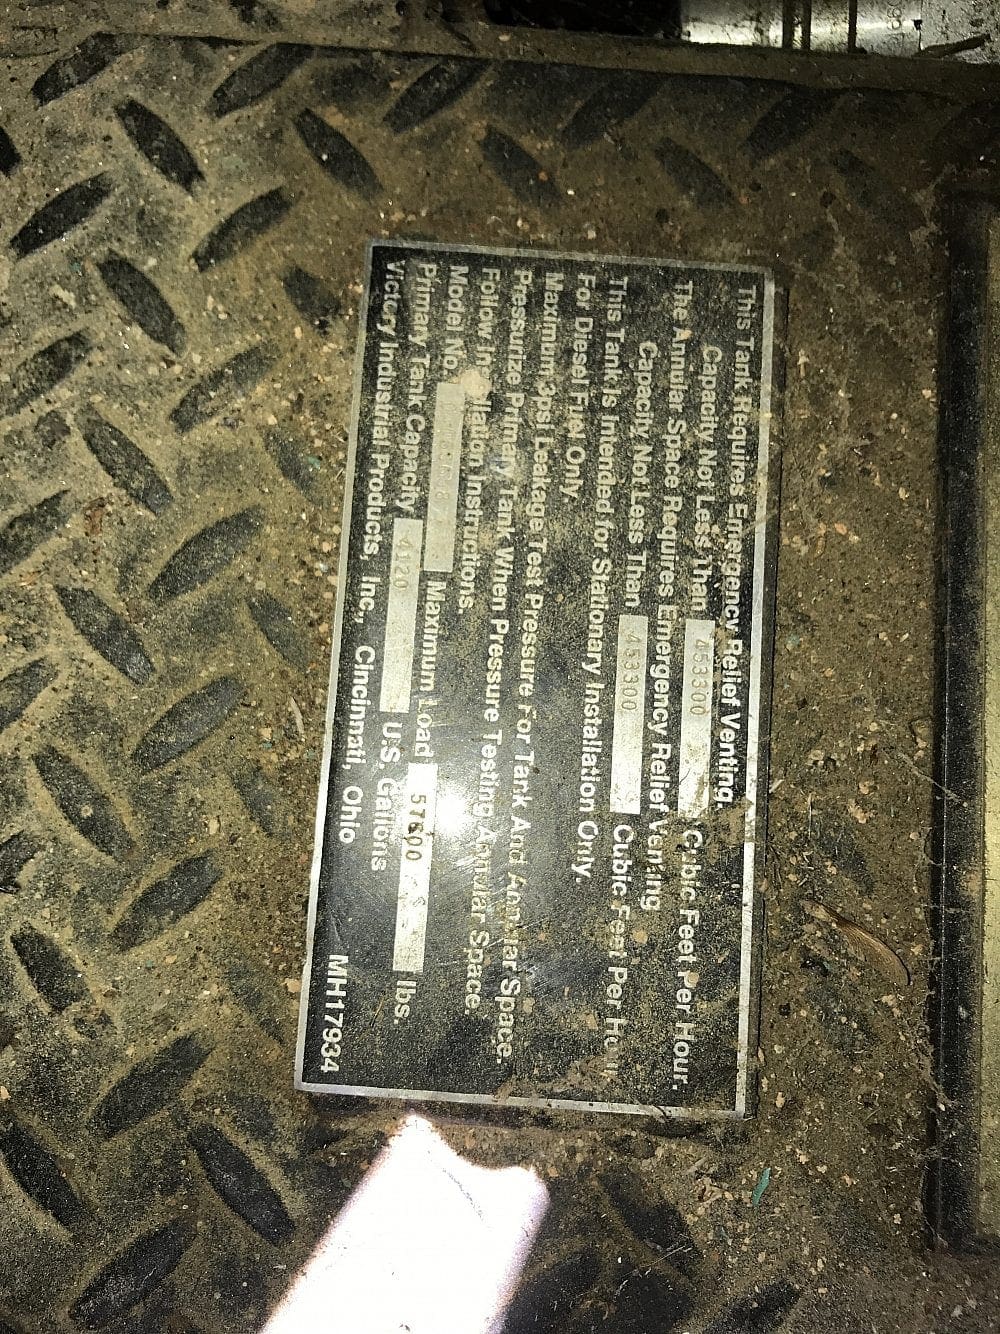 This Tank Requires Emergency Relief Venting.
Capacity Not Less Than 453300 Cubic Feet Per Hour.
The Annular Space Requires Emergency Relief Venting
Capacity Not Less Than 453300 Cubic Feet Per Hour
This Tank is Intended for Stationary Installation Only.
For Diesel Fuel Only
Maximum 3psi Leakage Test Pressure For Tank And Annular Space.
Pressurize Primary Tank When Pressure Testing Annular Space.
Follow Installation Instructions.
Model No. Maximum Load 57600 lbs.
Primary Tank Capacity 4120 U.S. Gallons
Victory Industrial Products, Inc., Cincinnati, Ohio MH17934